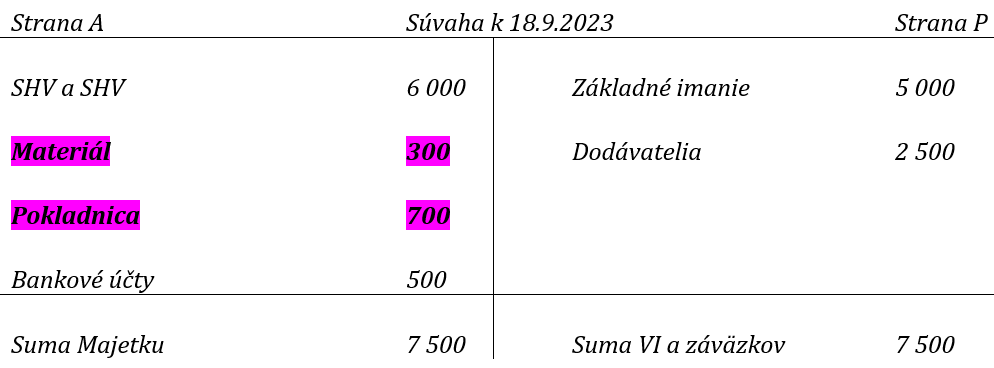 Strana A Súvaha k 18.9.2023 Strana P
SHV a SHV 6 000 Základné imanie 5 000
Materiál 300 Dodávatelia 2 500
Pokladnica 700
Bankové účty 500
Suma Majetku 7 500 Suma VI a záväzkov 7 500